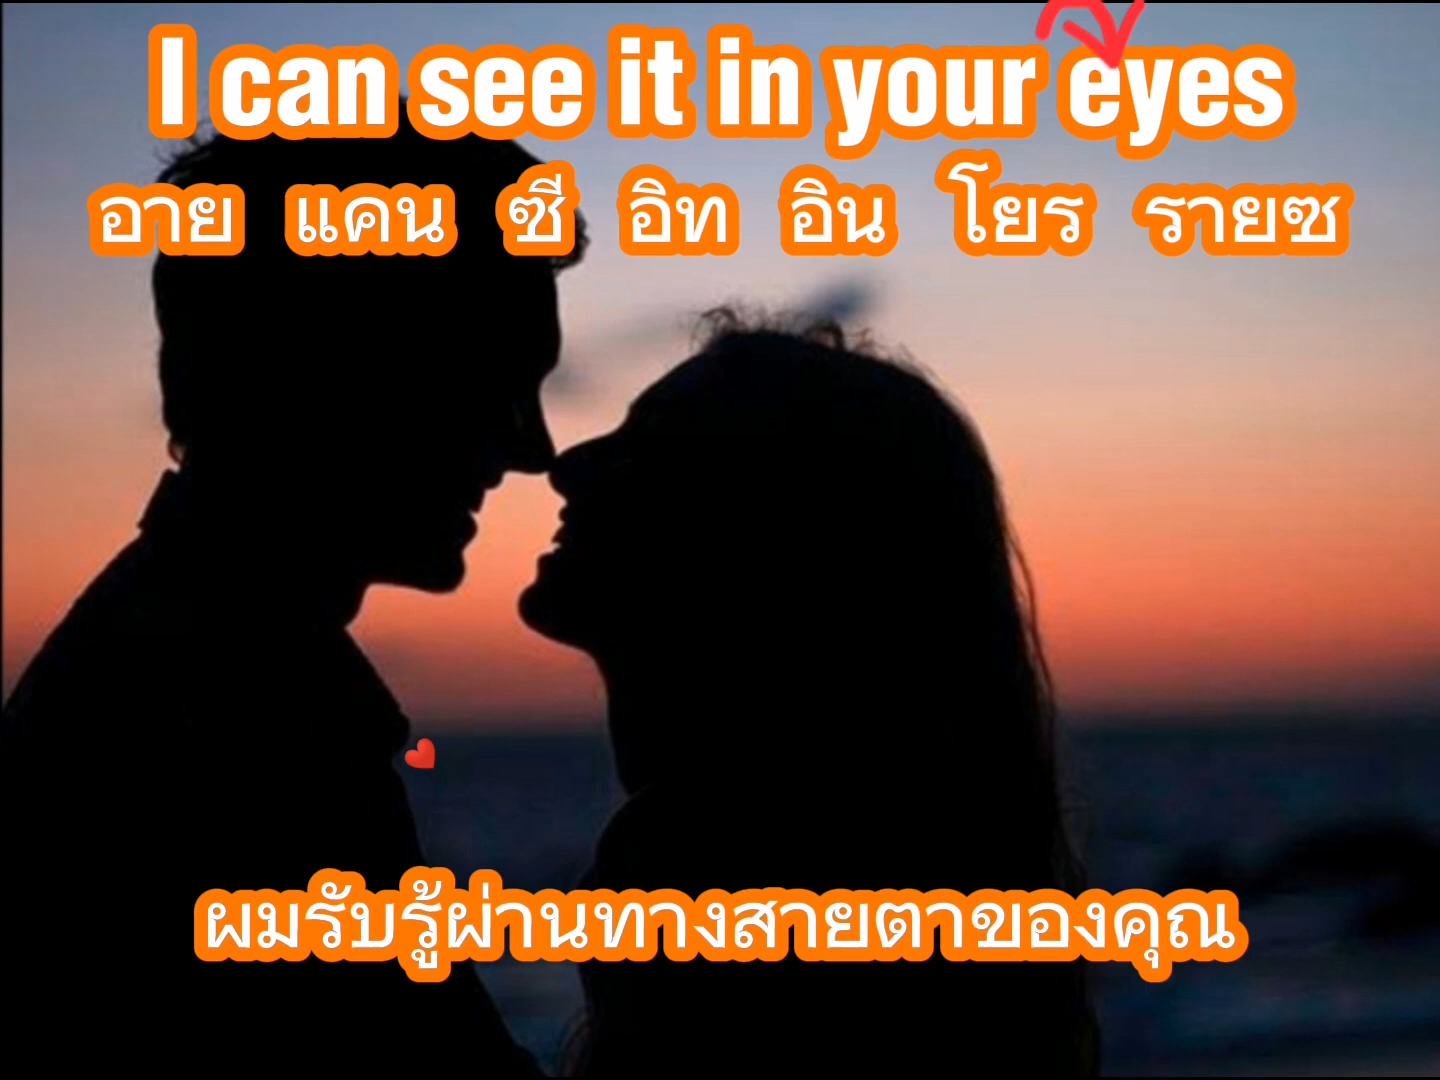 I can see it in your eyes
อาย แคน ซี อิท อิน โยร รายซ
ผมรับรู้ผ่านทางสายตาของคุณ